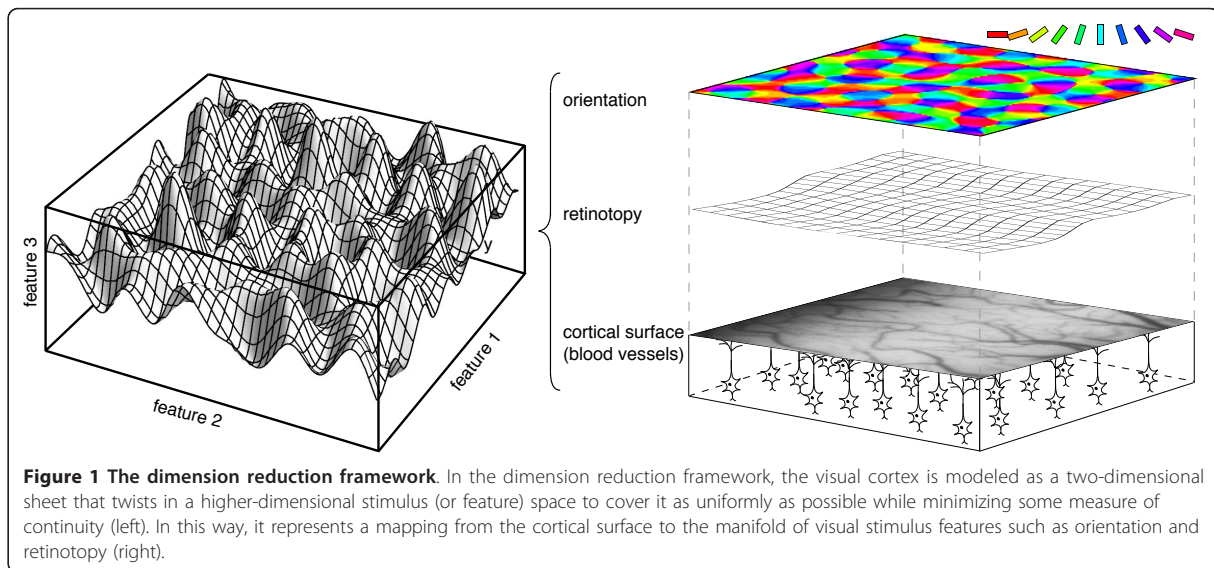 feature 3
feature 2
feature 1
y
orientation
retinotopy
cortical surface
(blood vessels)
Figure 1 The dimension reduction framework. In the dimension reduction framework, the visual cortex is modeled as a two-dimensional
sheet that twists in a higher-dimensional stimulus (or feature) space to cover it as uniformly as possible while minimizing some measure of
continuity (left). In this way, it represents a mapping from the cortical surface to the manifold of visual stimulus features such as orientation and
retinotopy (right).